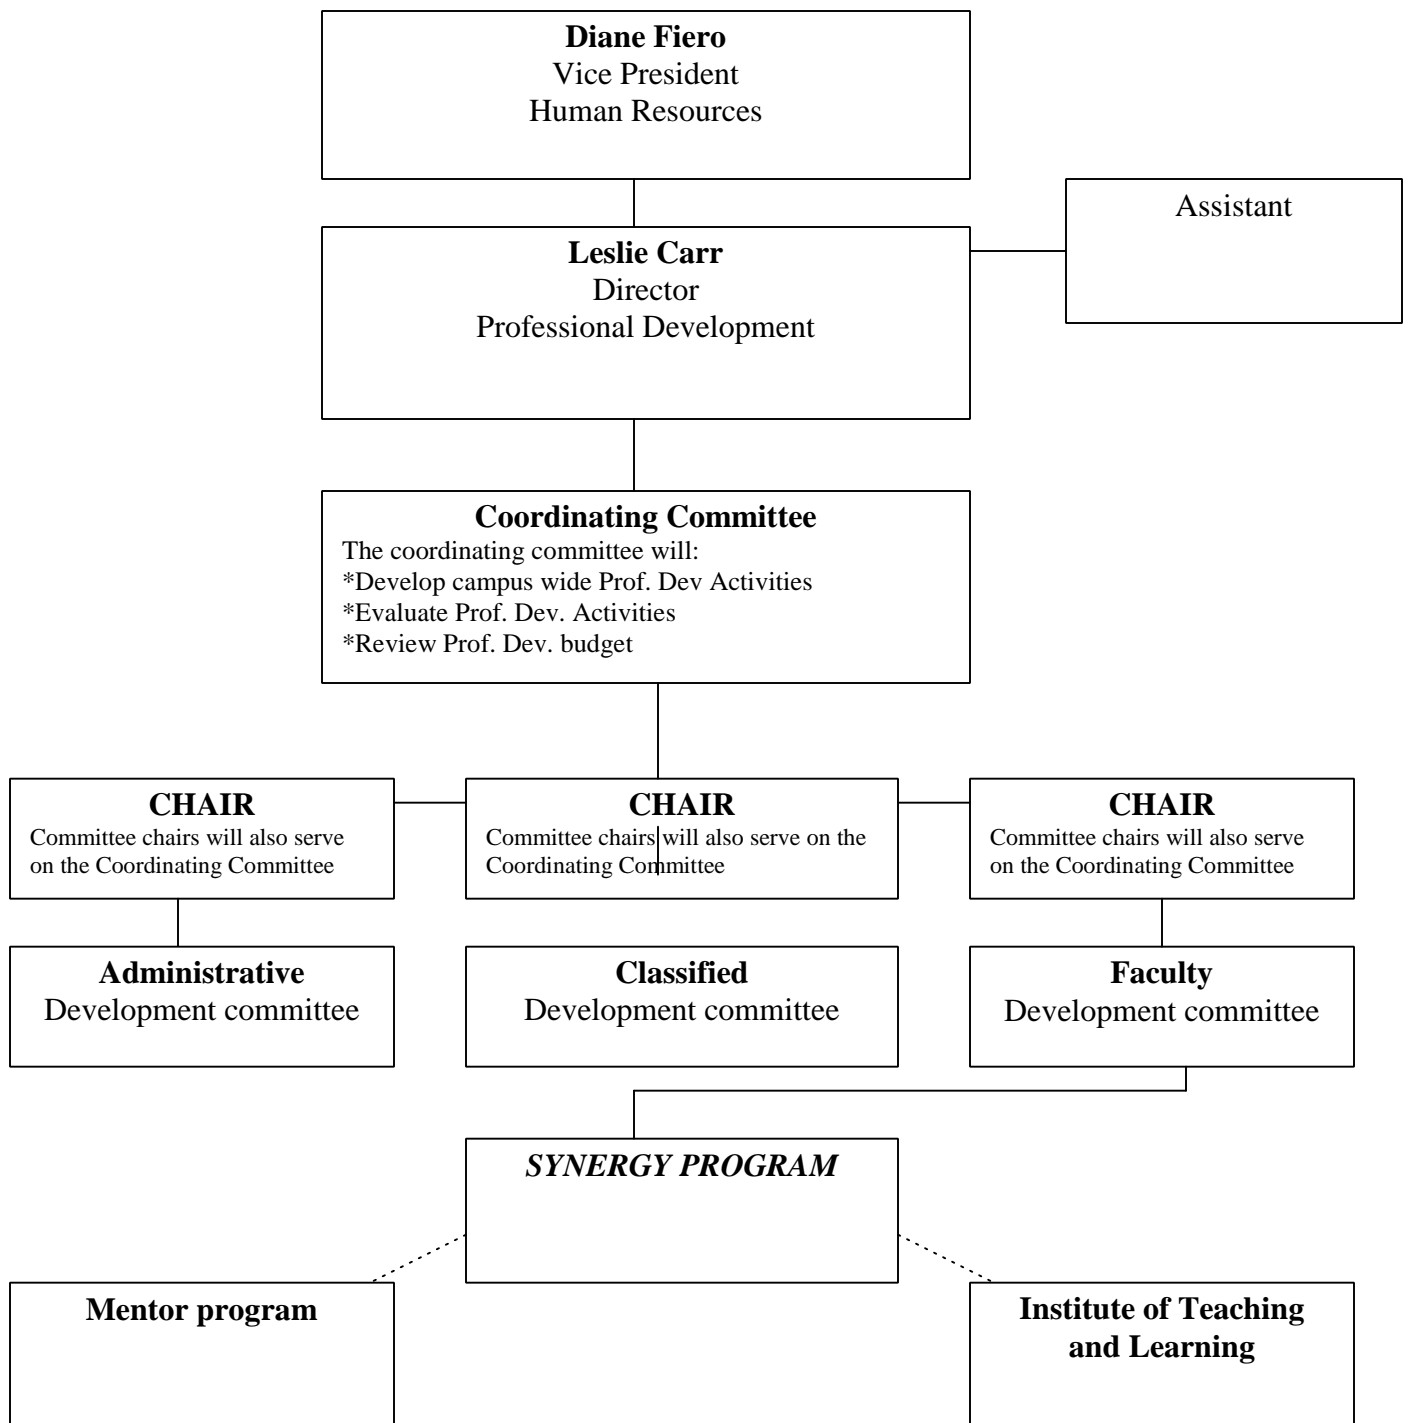 Diane Fiero
Vice President
Human Resources
Assistant
Leslie Carr
Director
Professional Development
Coordinating Committee
The coordinating committee will:
*Develop campus wide Prof. Dev Activities
*Evaluate Prof. Dev. Activities
*Review Prof. Dev. budget
CHAIR
Committee chairs will also serve
on the Coordinating Committee
CHAIR
Committee chairs will also serve on the
Coordinating Committee
CHAIR
Committee chairs will also serve
on the Coordinating Committee
Administrative
Development committee
Classified
Development committee
Faculty
Development committee
SYNERGY PROGRAM
Mentor program
Institute of Teaching
and Learning